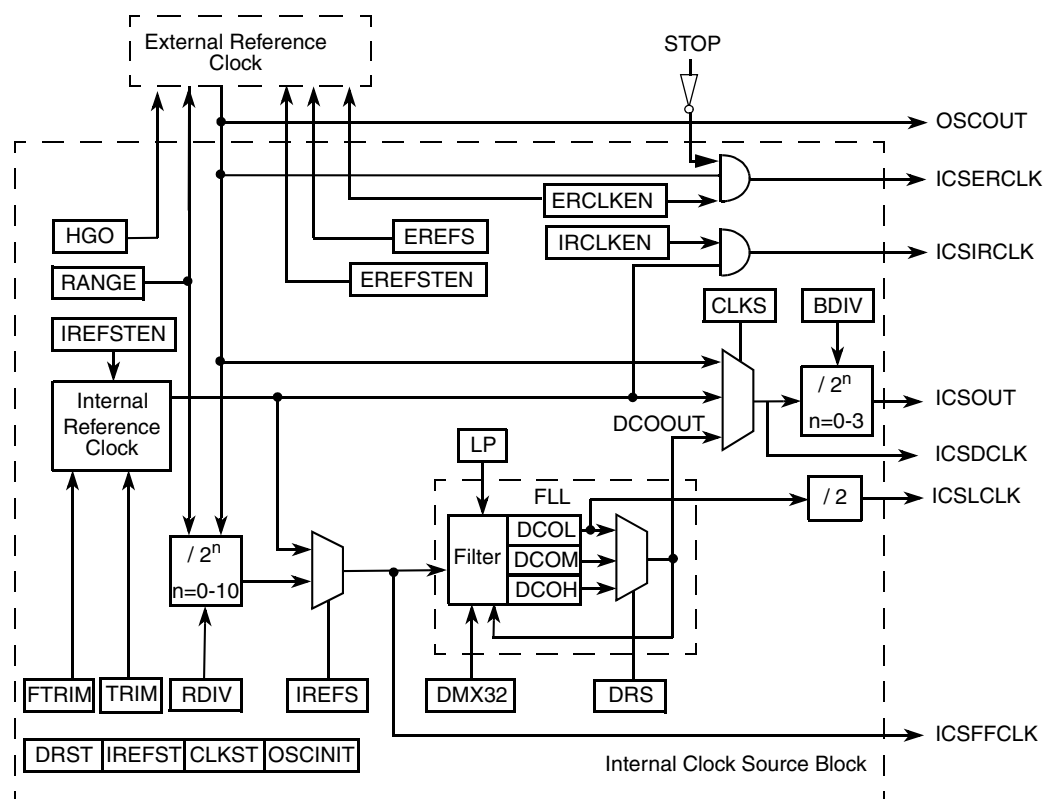 External Reference
Clock
STOP
OSCOUT
ICSERCLK
ERCLKEN
HGO
EREFS
IRCLKEN
ICSIRCLK
RANGE
EREFSTEN
CLKS
BDIV
IREFSTEN
Internal
Reference
Clock
/ 2ⁿ
n=0-3
ICSOUT
DCOOUT
LP
ICSDCLK
FLL
/ 2
ICSLCLK
Filter
DCOL
DCOM
DCOH
/ 2ⁿ
n=0-10
FTRIM
TRIM
RDIV
IREFS
DMX32
DRS
ICSFFCLK
DRST IREFST CLKST OSCINIT
Internal Clock Source Block